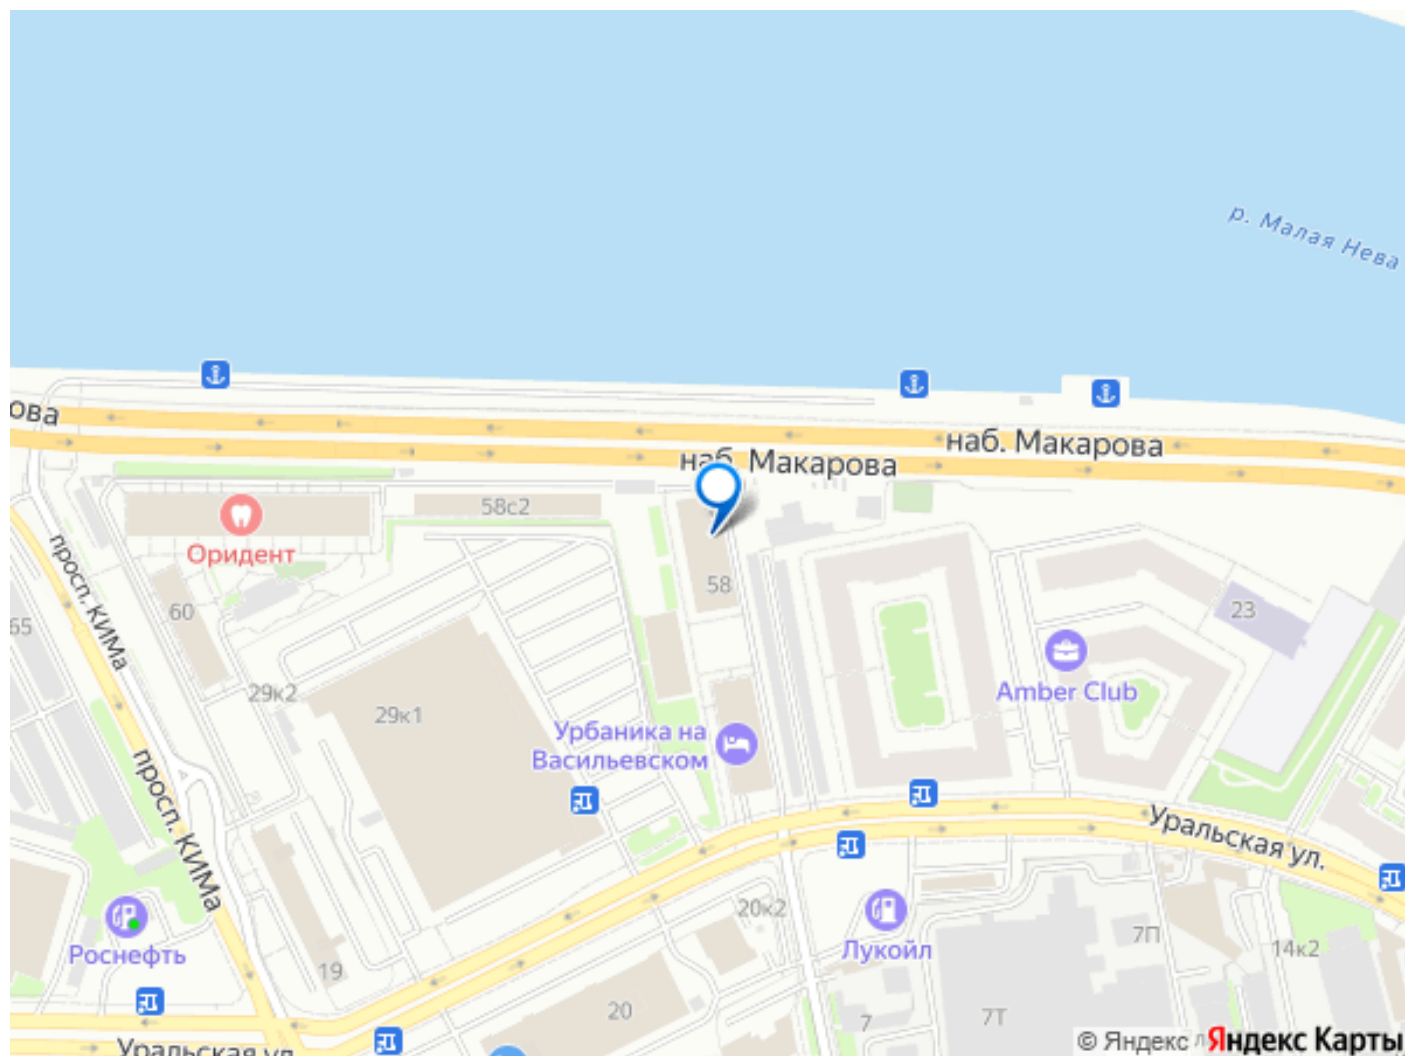 р. Малая Нева
ова
наб. Макарова
наб. Макарова
58с2
Оридент
просп. КИМа
58
60
23
65
Amber Club
29к2
29к1
Урбаника на
Васильевском
просп. КИМа
Уральская ул.
20к2
Роснефть
Лукойл
7П
14к2
19
20
7
7Т
Уральская ул.
© Яндекс
Яндекс Карты